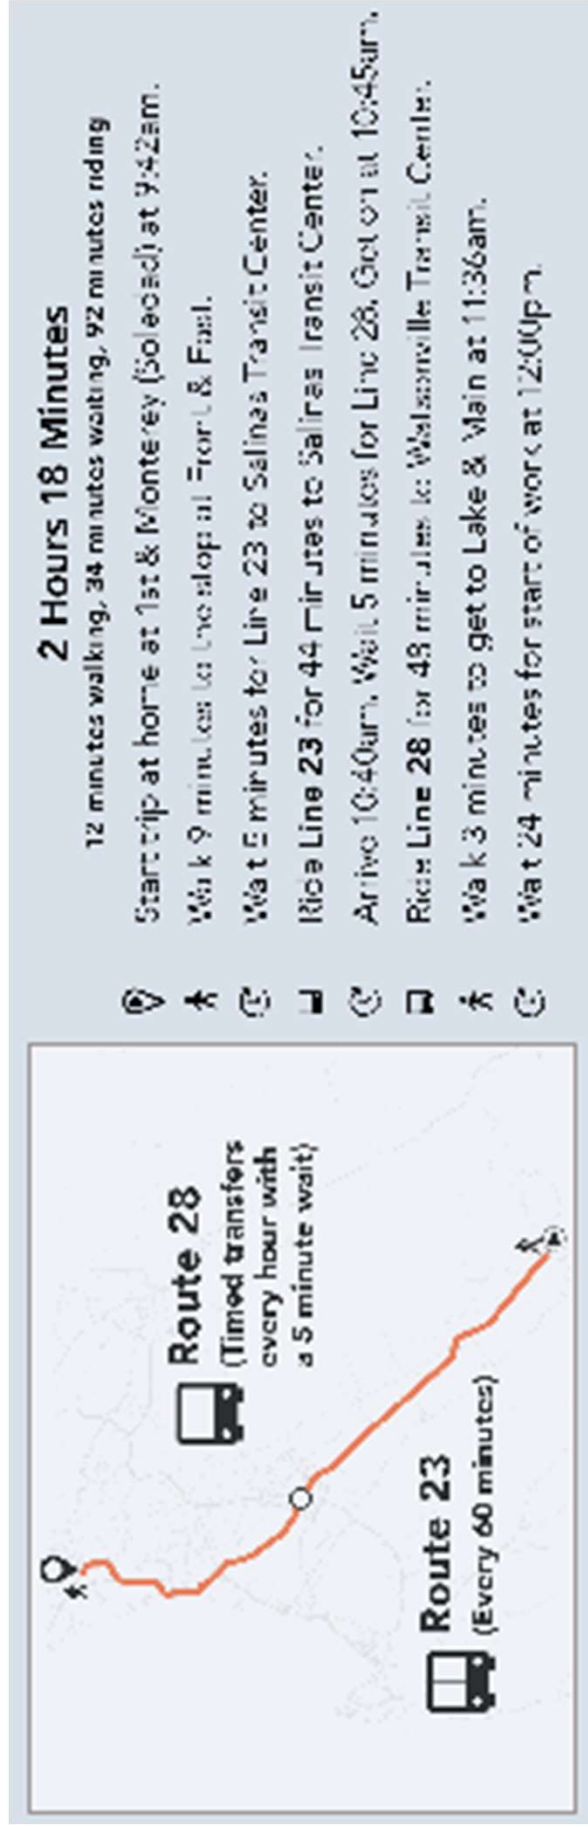 2 Hours 18 Minutes
12 minutes walking, 34 minutes waiting, 92 minutes riding
Start trip at home at 1st & Monterey (Soledad) at 9:42am.
Walk 9 minutes to the stop at Front & East.
Wait 5 minutes for Line 23 to Salinas Transit Center.
Ride Line 23 for 44 minutes to Salinas Transit Center.
Arrive 10:40am. Wait 5 minutes for Line 28. Get on at 10:45am.
Ride Line 28 for 48 minutes to Watsonville Transit Center.
Walk 3 minutes to get to Lake & Main at 11:36am.
Wait 24 minutes for start of work at 12:00pm.
Route 28
(Timed transfers
every hour with
a 5 minute wait)
Route 23
(Every 60 minutes)